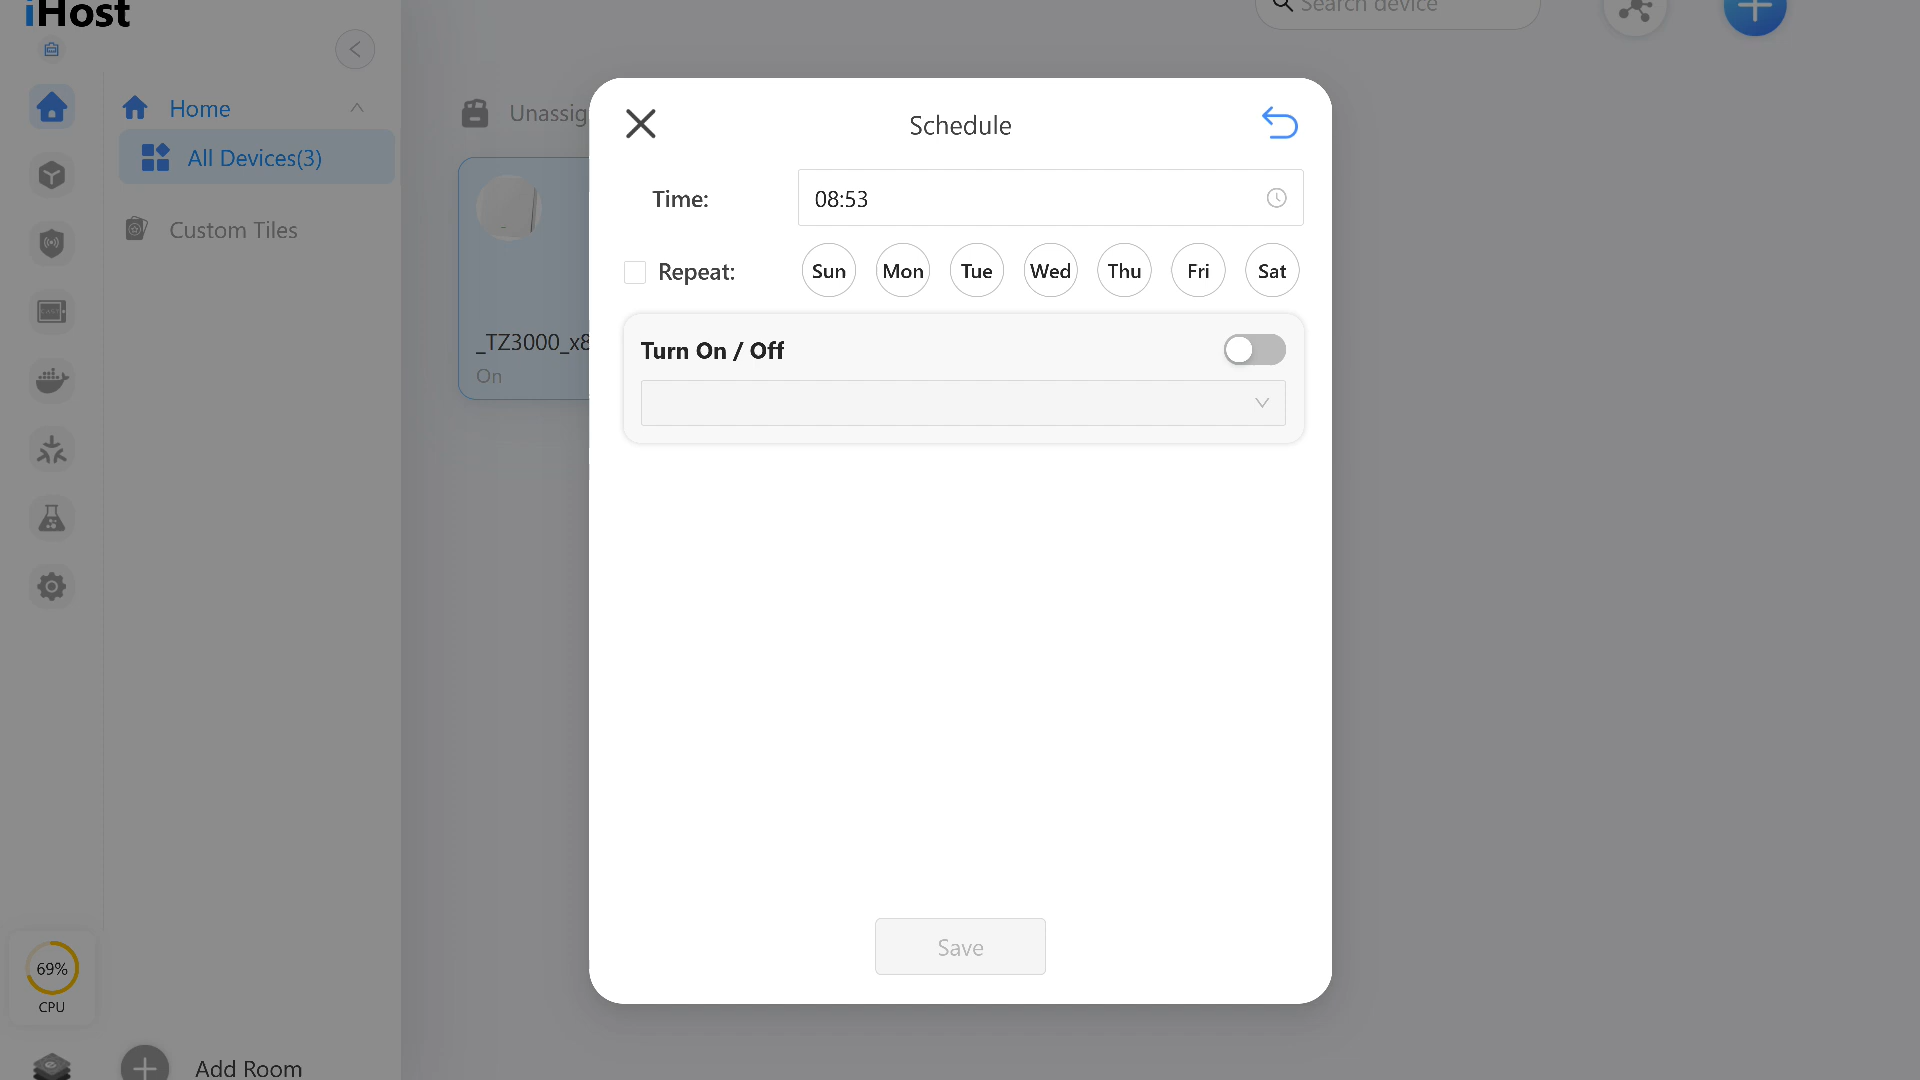 iHost
Search device
Home
All Devices(3)
Custom Tiles
Unassig
_TZ3000_x8
On
Schedule
Time:
08:53
Repeat:
Sun Mon Tue Wed Thu Fri Sat
Turn On / Off
Save
69%
CPU
Add Room